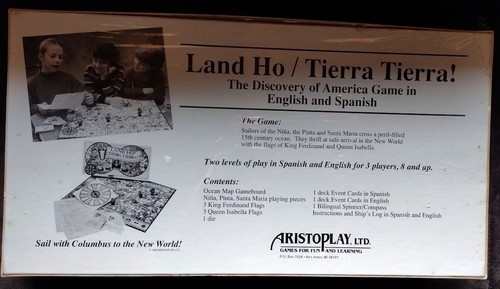 Land Ho / Tierra Tierra!
The Discovery of America Game in
English and Spanish
The Game:
Sailors of the Niña, the Pinta and Santa Maria cross a peril-filled
15th century ocean. They thrill at safe arrival in the New World
with the flags of King Ferdinand and Queen Isabella.
Two levels of play in Spanish and English for 3 players, 8 and up.
Contents:
Ocean Map Gameboard
Niña, Pinta, Santa Maria playing pieces
3 King Ferdinand Flags
3 Queen Isabella Flags
1 die
1 deck Event Cards in Spanish
1 deck Event Cards in English
1 Bilingual Spinner/Compass
Instructions and Ship's Log in Spanish and English
Sail with Columbus to the New World!
ARISTOPLAY, LTD.
GAMES FOR FUN AND LEARNING
P.O. Box 7028 • Ann Arbor, MI 48107